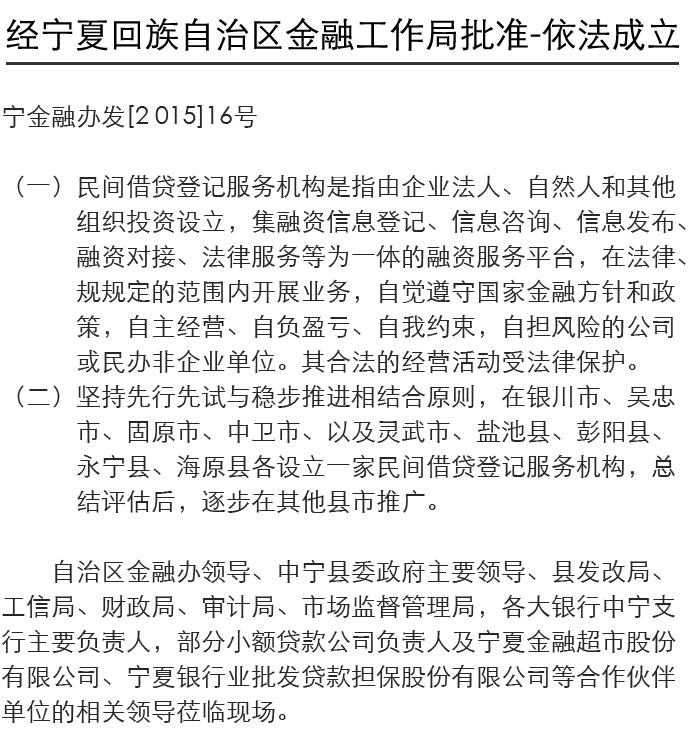 经宁夏回族自治区金融工作局批准-依法成立
宁金融办发[2 015]16号
（一）民间借贷登记服务机构是指由企业法人、自然人和其他
组织投资设立，集融资信息登记、信息咨询、信息发布、
融资对接、法律服务等为一体的融资服务平台，在法律、
规规定的范围内开展业务，自觉遵守国家金融方针和政
策，自主经营、自负盈亏、自我约束，自担风险的公司
或民办非企业单位。其合法的经营活动受法律保护。
（二）坚持先行先试与稳步推进相结合原则，在银川市、吴忠
市、固原市、中卫市、以及灵武市、盐池县、彭阳县、
永宁县、海原县各设立一家民间借贷登记服务机构，总
结评估后，逐步在其他县市推广。
自治区金融办领导、中宁县委政府主要领导、县发改局、
工信局、财政局、审计局、市场监督管理局，各大银行中宁支
行主要负责人，部分小额贷款公司负责人及宁夏金融超市股份
有限公司、宁夏银行业批发贷款担保股份有限公司等合作伙伴
单位的相关领导莅临现场。